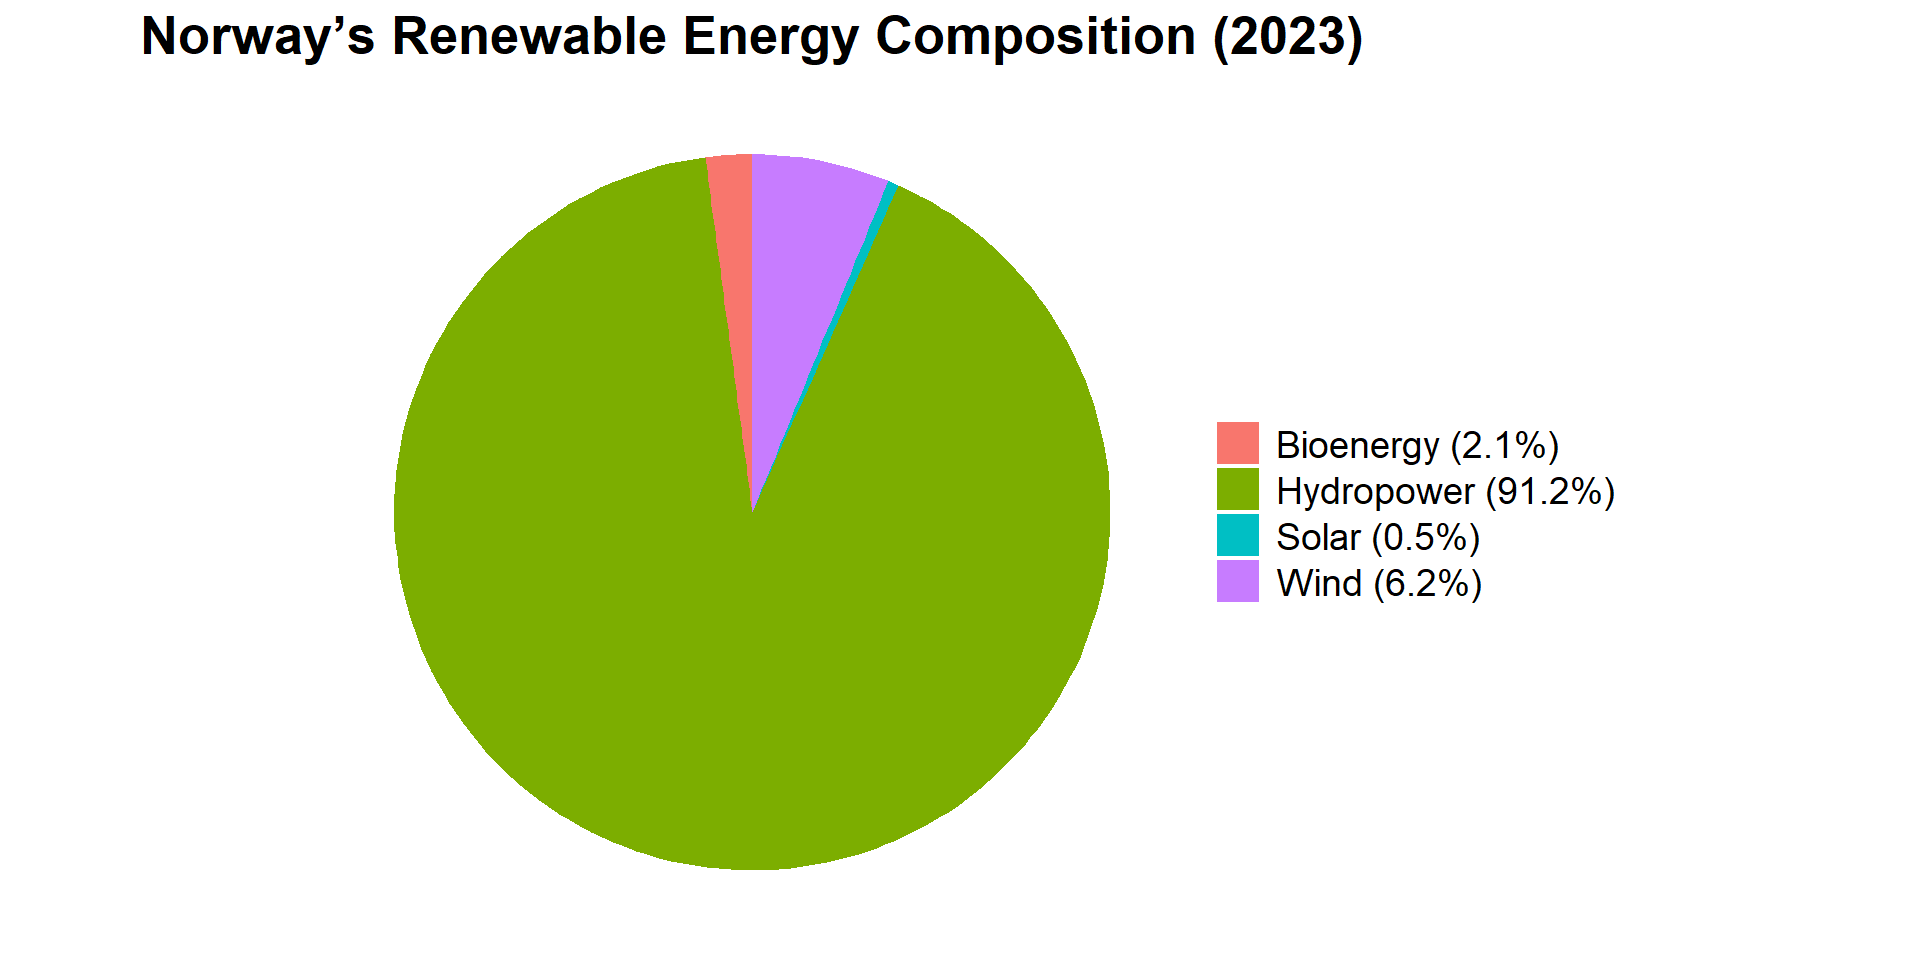 Norway’s Renewable Energy Composition (2023)
Bioenergy (2.1%)
Hydropower (91.2%)
Solar (0.5%)
Wind (6.2%)